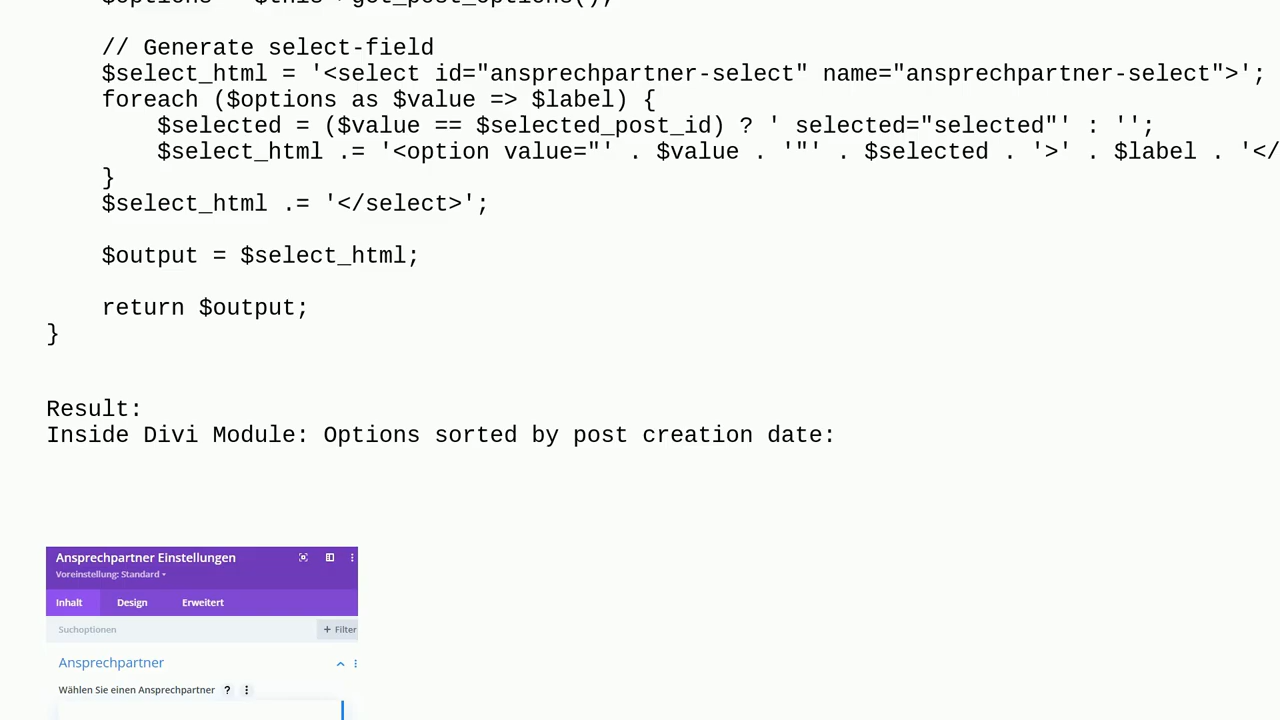 $options = $this->get_post_options();
// Generate select-field
$select_html = '<select id="ansprechpartner-select" name="ansprechpartner-select">';
foreach ($options as $value => $label) {
$selected = ($value == $selected_post_id) ? ' selected="selected"' : '';
$select_html .= '<option value="' . $value . '"' . $selected . '>' . $label . '</
}
$select_html .= '</select>';
$output = $select_html;
return $output;
}
Result:
Inside Divi Module: Options sorted by post creation date:
Ansprechpartner Einstellungen
Voreinstellung: Standard
Inhalt Design Erweitert
Suchoptionen + Filter
Ansprechpartner
Wählen Sie einen Ansprechpartner ?